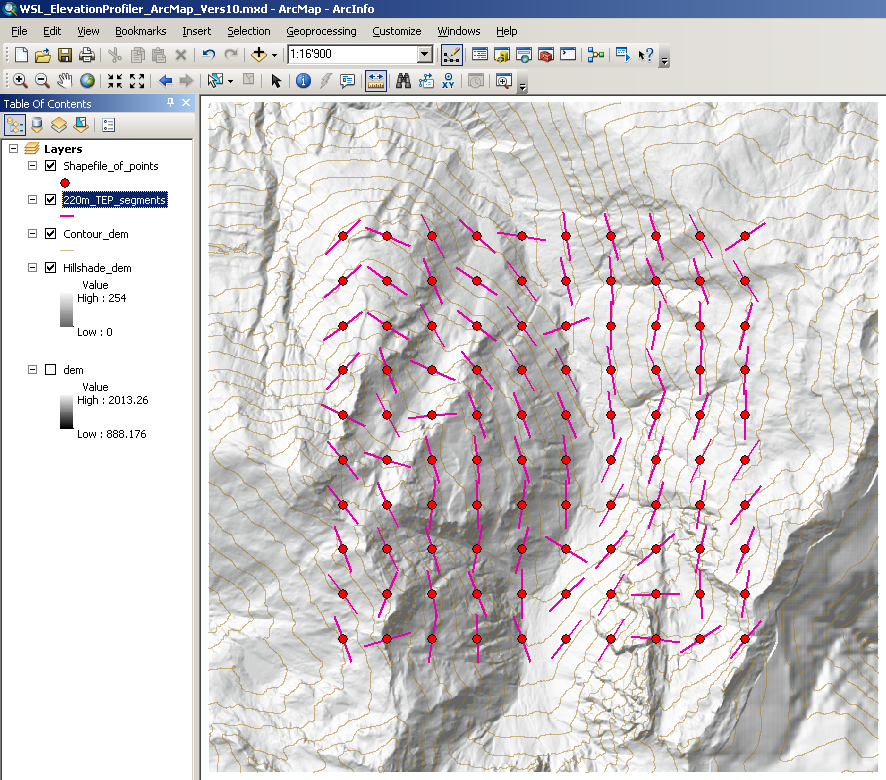 WSL_ElevationProfiler_ArcMap_Vers10.mxd - ArcMap - ArcInfo
File Edit View Bookmarks Insert Selection Geoprocessing Customize Windows Help
1:16'900
XY
Table Of Contents
Layers
Shapefile_of_points
220m_TEP_segments
Contour_dem
Hillshade_dem
Value
High : 254
Low : 0
dem
Value
High : 2013.26
Low : 888.176